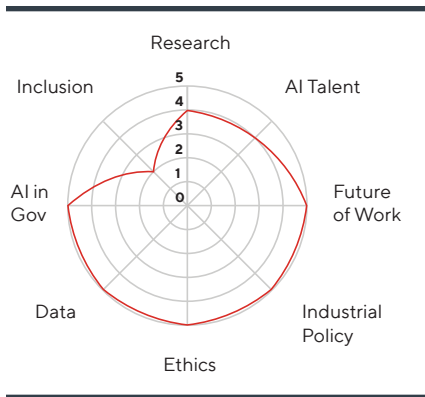 Research
Inclusion
AI Talent
5
4
3
2
1
0
AI in
Gov
Future
of Work
Data
Industrial
Policy
Ethics